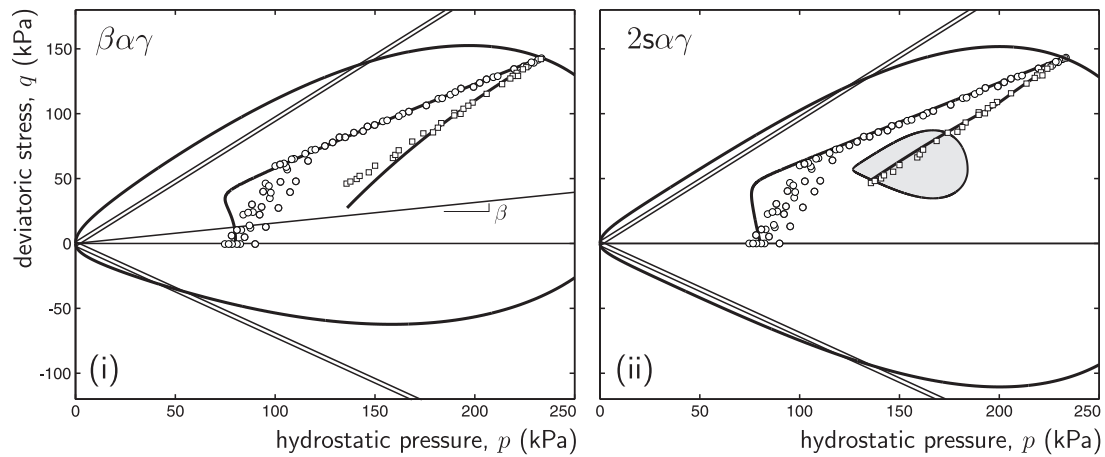 βαγ
2sαγ
deviatoric stress, q (kPa)
150
100
50
0
-50
-100
β
(i)
(ii)
0 50 100 150 200 250
0 50 100 150 200 250
hydrostatic pressure, p (kPa)
hydrostatic pressure, p (kPa)